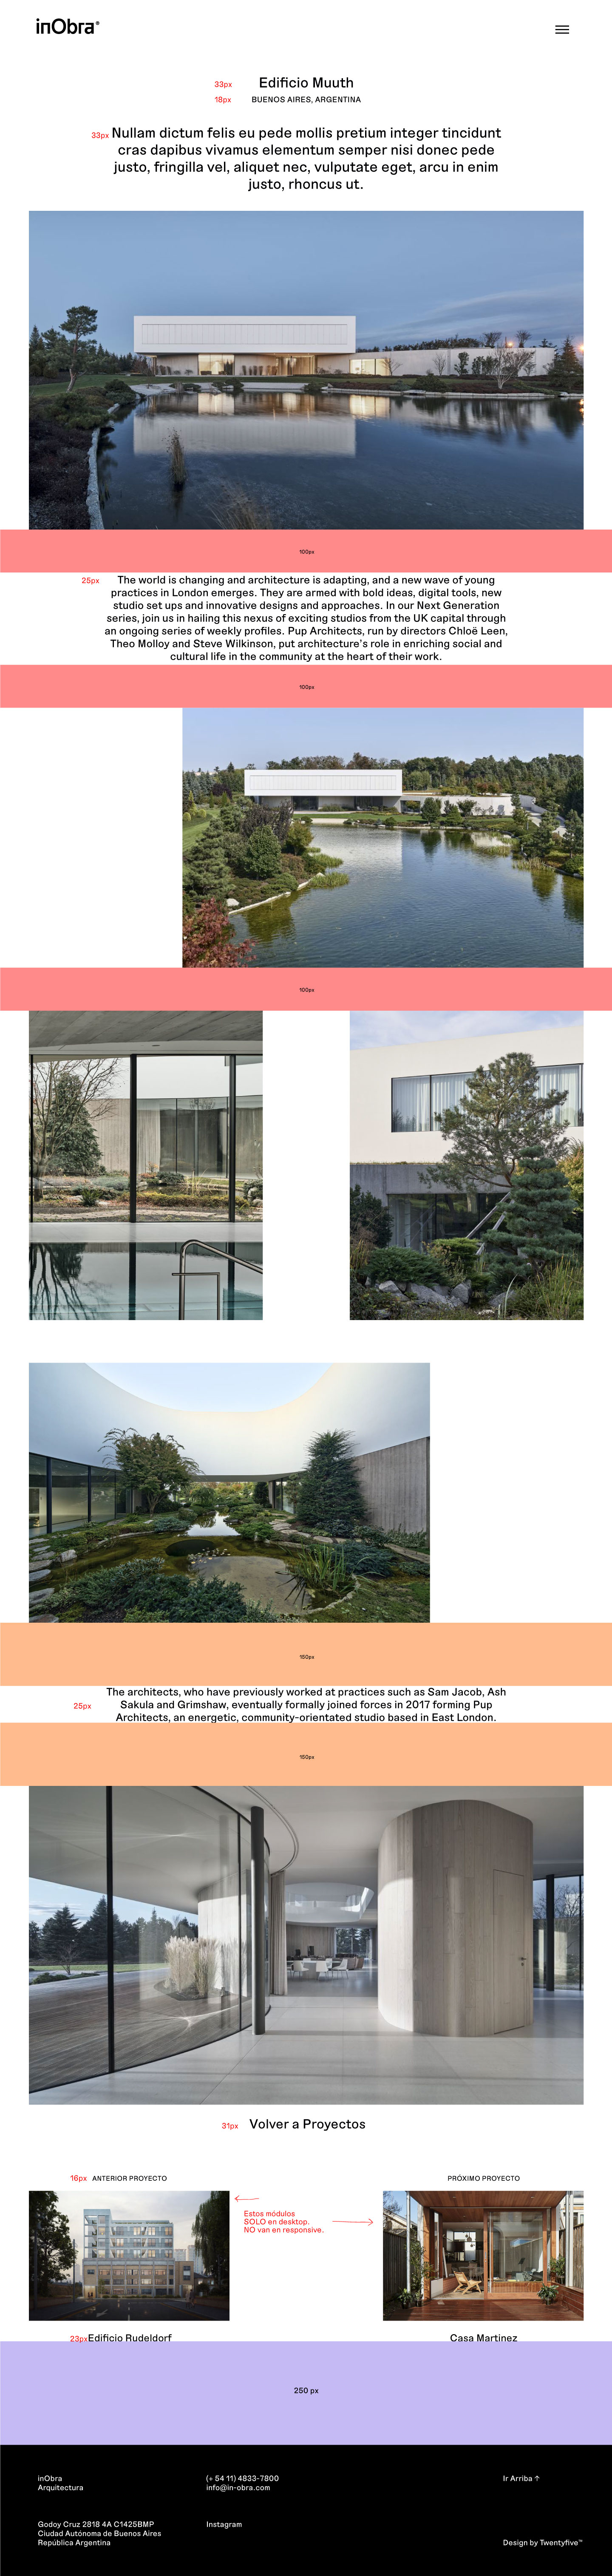 inObra®
33px Edificio Muuth
18px BUENOS AIRES, ARGENTINA
33px Nullam dictum felis eu pede mollis pretium integer tincidunt
cras dapibus vivamus elementum semper nisi donec pede
justo, fringilla vel, aliquet nec, vulputate eget, arcu in enim
justo, rhoncus ut.
100px
25px The world is changing and architecture is adapting, and a new wave of young
practices in London emerges. They are armed with bold ideas, digital tools, new
studio set ups and innovative designs and approaches. In our Next Generation
series, join us in hailing this nexus of exciting studios from the UK capital through
an ongoing series of weekly profiles. Pup Architects, run by directors Chloë Leen,
Theo Molloy and Steve Wilkinson, put architecture's role in enriching social and
cultural life in the community at the heart of their work.
100px
100px
150px
The architects, who have previously worked at practices such as Sam Jacob, Ash
25px Sakula and Grimshaw, eventually formally joined forces in 2017 forming Pup
Architects, an energetic, community-orientated studio based in East London.
150px
31px Volver a Proyectos
16px ANTERIOR PROYECTO
PRÓXIMO PROYECTO
Estos módulos
SOLO en desktop.
NO van en responsive.
23px Edificio Rudeldorf
Casa Martinez
250 px
inObra
Arquitectura
(+ 54 11) 4833-7800
info@in-obra.com
Ir Arriba ↑
Godoy Cruz 2818 4A C1425BMP
Ciudad Autónoma de Buenos Aires
República Argentina
Instagram
Design by Twentyfive™